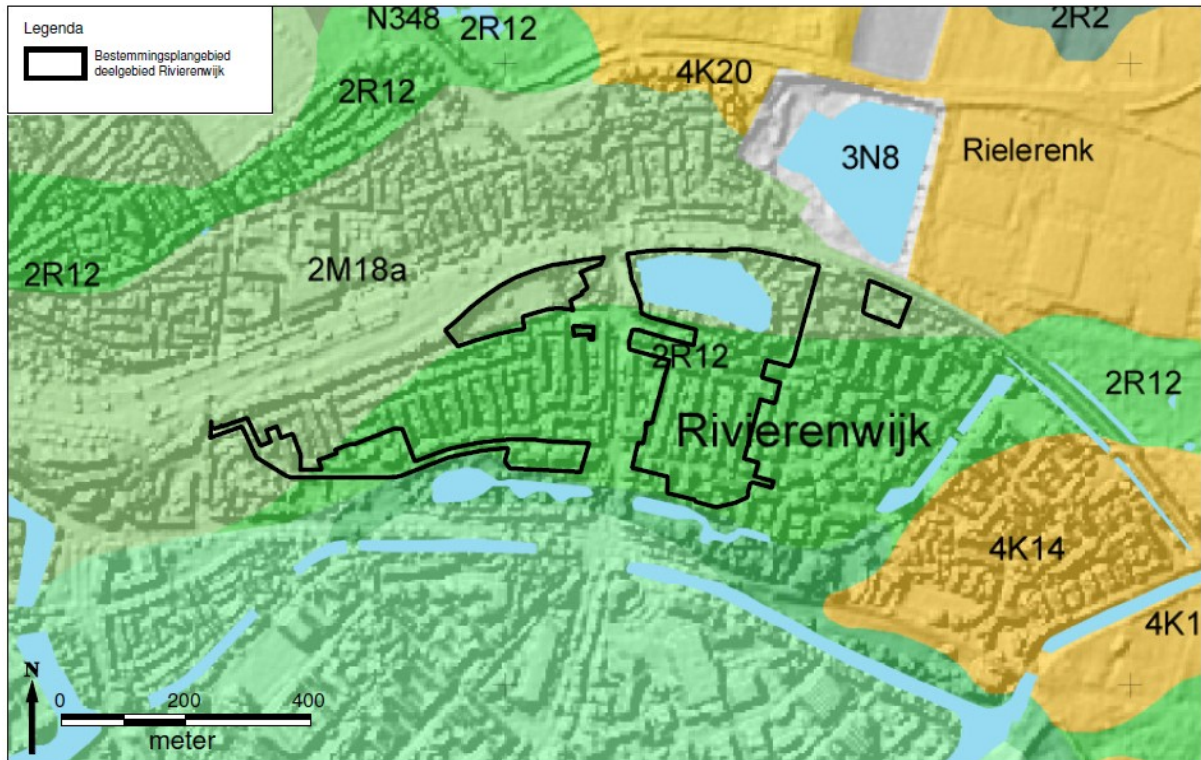 Legenda
Bestemmingsplangebied
deelgebied Rivierenwijk
N348
2R12
2R2
4K20
2R12
3N8
Rielerenk
2R12
2M18a
2R12
2R12
Rivierenwijk
4K14
4K1
N
0 200 400
meter